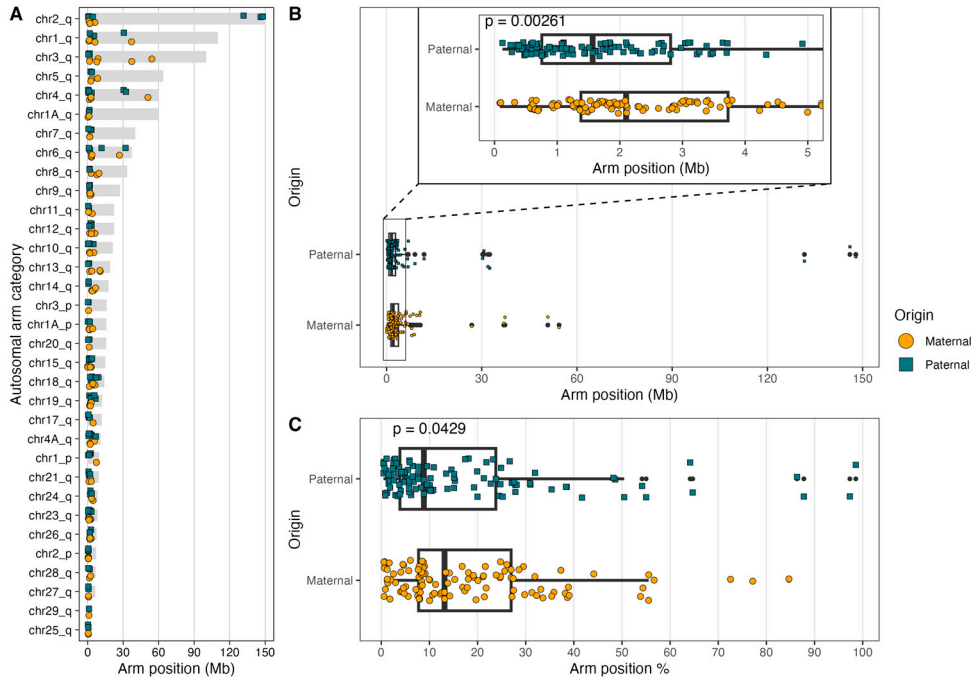 A
Autosomal arm category
chr2_q
chr1_q
chr3_q
chr5_q
chr4_q
chr1A_q
chr7_q
chr6_q
chr8_q
chr9_q
chr11_q
chr12_q
chr10_q
chr13_q
chr14_q
chr3_p
chr1A_p
chr20_q
chr15_q
chr18_q
chr19_q
chr17_q
chr4A_q
chr1_p
chr21_q
chr24_q
chr23_q
chr26_q
chr2_p
chr28_q
chr27_q
chr29_q
chr25_q
0 30 60 90 120 150
Arm position (Mb)
B
p = 0.00261
Paternal
Maternal
0 1 2 3 4 5
Arm position (Mb)
Origin
Paternal
Maternal
0 30 60 90 120 150
Arm position (Mb)
C
p = 0.0429
Origin
Paternal
Maternal
0 10 20 30 40 50 60 70 80 90 100
Arm position %
Origin
Maternal
Paternal